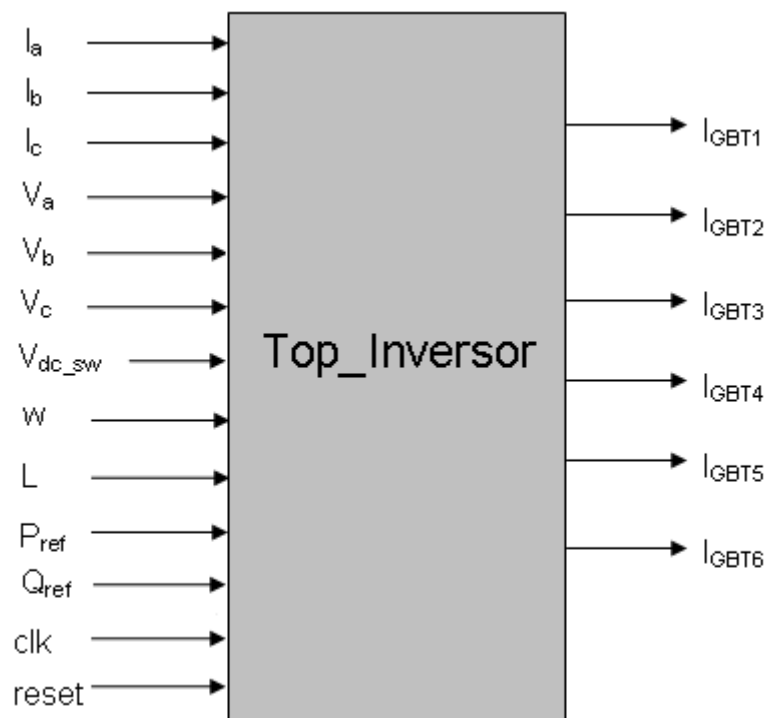 Ia
Ib
Ic
Va
Vb
Vc
Vdc_sw
w
L
Pref
Qref
clk
reset
Top_Inversor
IGBT1
IGBT2
IGBT3
IGBT4
IGBT5
IGBT6